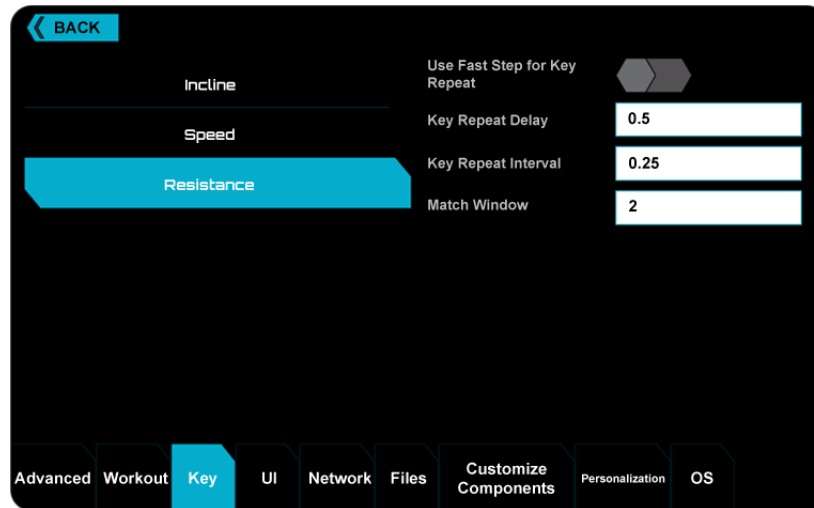 BACK
Incline
Speed
Resistance
Use Fast Step for Key
Repeat
Key Repeat Delay
0.5
Key Repeat Interval
0.25
Match Window
2
Advanced
Workout
Key
UI
Network
Files
Customize
Components
Personalization
OS